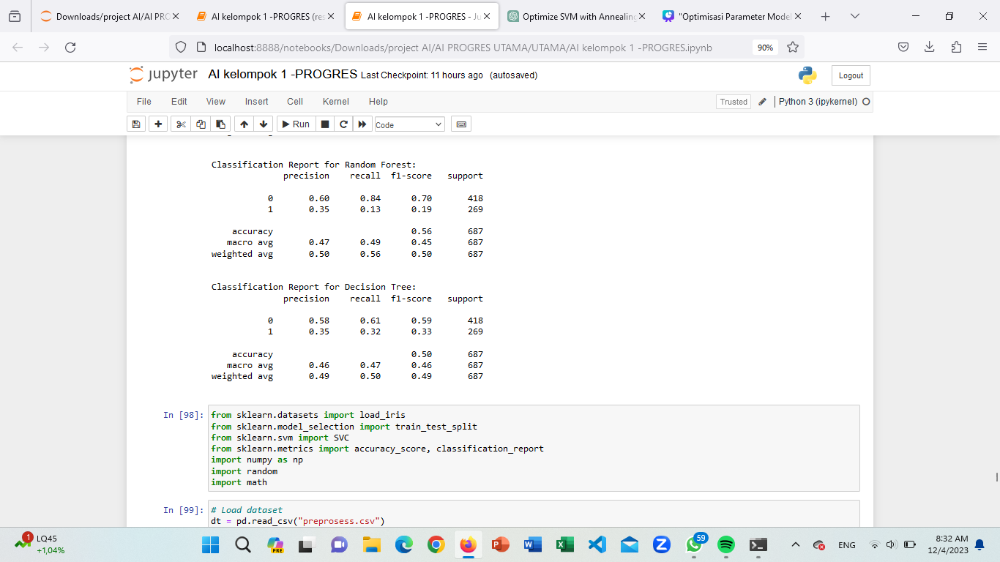 Downloads/project AI/AI PRO
AI kelompok 1 -PROGRES (re
AI kelompok 1 -PROGRES - Ju
Optimize SVM with Annealing
"Optimisasi Parameter Model
localhost:8888/notebooks/Downloads/project AI/AI PROGRES UTAMA/UTAMA/AI kelompok 1 -PROGRES.ipynb
90%
jupyter AI kelompok 1 -PROGRES Last Checkpoint: 11 hours ago (autosaved)
Logout
File Edit View Insert Cell Kernel Help
Trusted
Python 3 (ipykernel)
Run
Code
Classification Report for Random Forest:
precision recall f1-score support
0 0.60 0.84 0.70 418
1 0.35 0.13 0.19 269
accuracy 0.56 687
macro avg 0.47 0.49 0.45 687
weighted avg 0.50 0.56 0.50 687
Classification Report for Decision Tree:
precision recall f1-score support
0 0.58 0.61 0.59 418
1 0.35 0.32 0.33 269
accuracy 0.50 687
macro avg 0.46 0.47 0.46 687
weighted avg 0.49 0.50 0.49 687
In [98]: from sklearn.datasets import load_iris
from sklearn.model_selection import train_test_split
from sklearn.svm import SVC
from sklearn.metrics import accuracy_score, classification_report
import numpy as np
import random
import math
In [99]: # Load dataset
dt = pd.read_csv("preprosess.csv")
1
LQ45
+1,04%
PRE
59
ENG
8:32 AM
12/4/2023